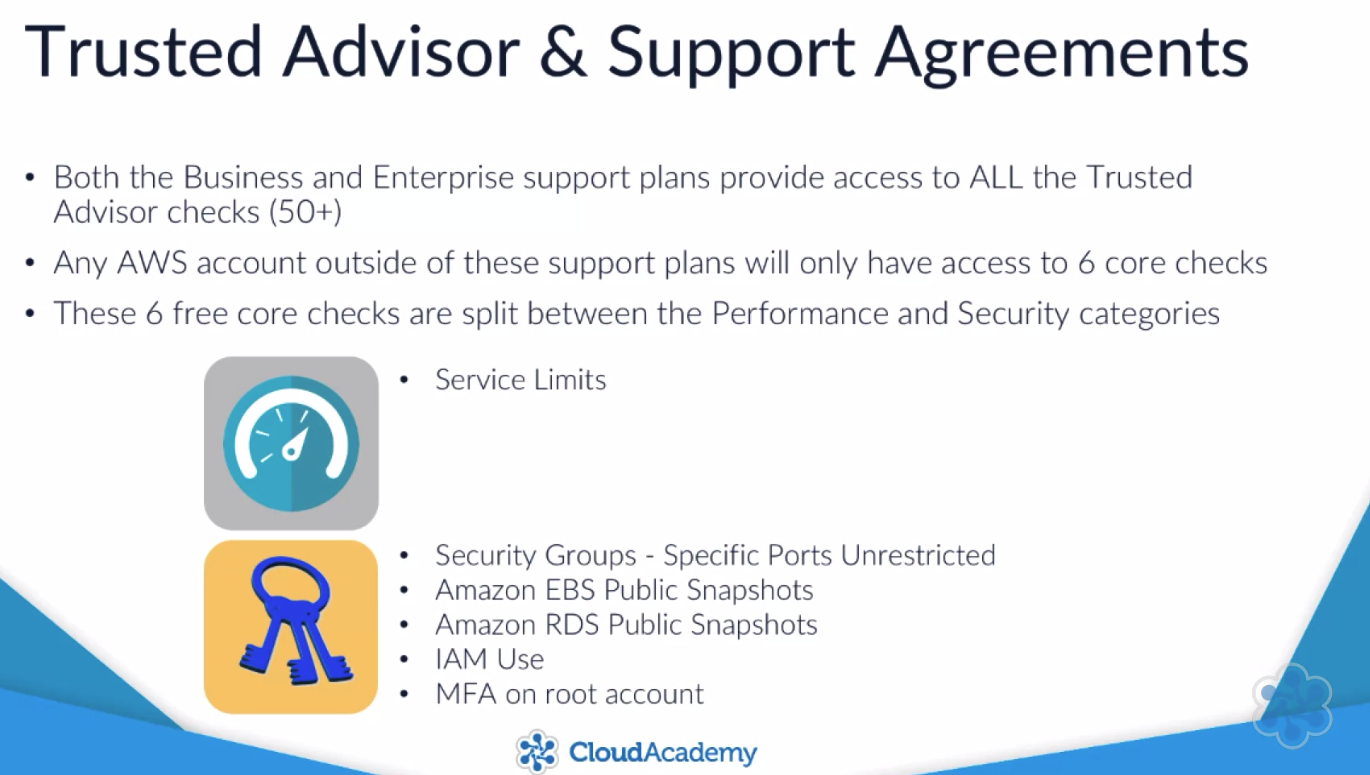 Trusted Advisor & Support Agreements
• Both the Business and Enterprise support plans provide access to ALL the Trusted
Advisor checks (50+)
• Any AWS account outside of these support plans will only have access to 6 core checks
• These 6 free core checks are split between the Performance and Security categories
• Service Limits
• Security Groups - Specific Ports Unrestricted
• Amazon EBS Public Snapshots
• Amazon RDS Public Snapshots
• IAM Use
• MFA on root account
CloudAcademy